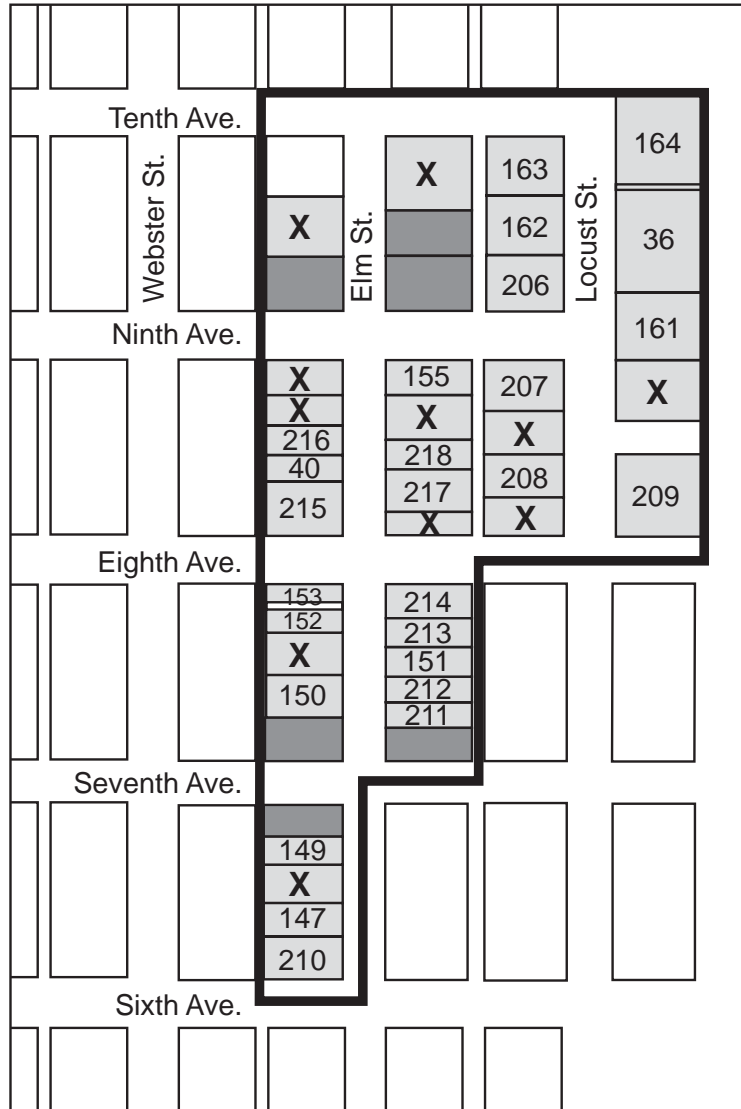 Tenth Ave.
Webster St.
Elm St.
Locust St.
164
X
163
X
162
36
206
Ninth Ave.
161
X
155
207
X
X
X
216
X
218
40
208
217
209
215
X
X
Eighth Ave.
153
214
152
213
X
151
150
212
211
Seventh Ave.
149
X
147
210
Sixth Ave.